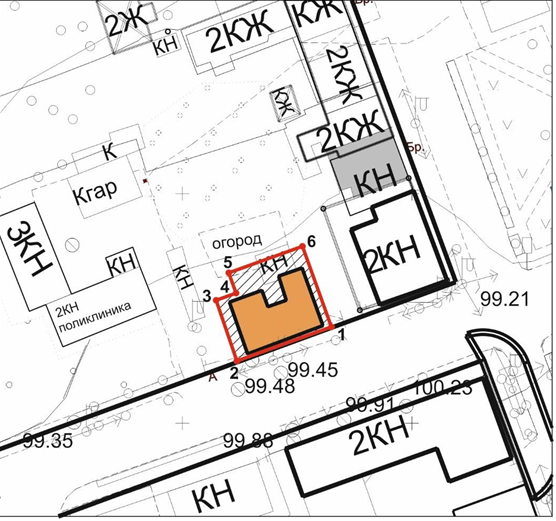 2Ж
КН
2КЖ
КЖ
Бр.
2КЖ
КЖ
2КЖ
Бр.
К
КН
Кгар
3КН
огород
6
КН
2КН
5
КН
КН
4
3
2КН
поликлиника
99.21
1
2
А
99.45
99.48
100.23
99.91
99.35
99.88
2КН
КН